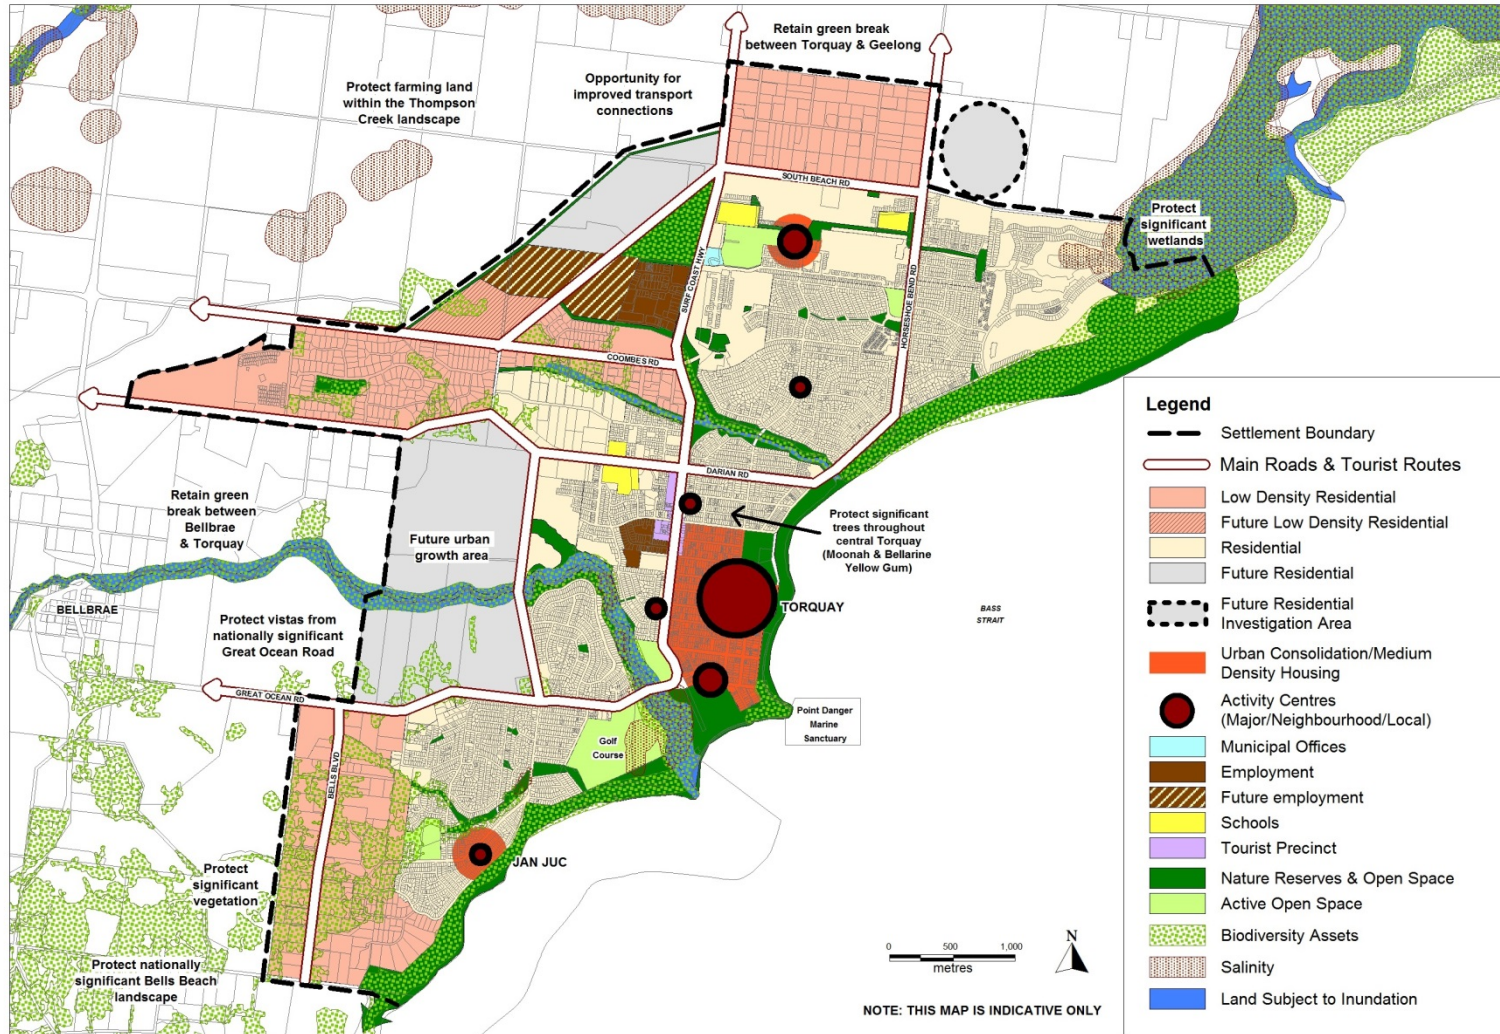 Retain green break
between Torquay & Geelong
Protect farming land
within the Thompson
Creek landscape
Opportunity for
improved transport
connections
SOUTH BEACH RD
Protect
significant
wetlands
SURF COAST HWY
HORSESHOE BEND RD
COOMBES RD
DARIAN RD
Retain green
break between
Bellbrae
& Torquay
Future urban
growth area
Protect significant
trees throughout
central Torquay
(Moonah & Bellarine
Yellow Gum)
BELLBRAE
Protect vistas from
nationally significant
Great Ocean Road
TORQUAY
BASS
STRAIT
GREAT OCEAN RD
Point Danger
Marine
Sanctuary
Golf
Course
BELLS BLVD
JAN JUC
Protect
significant
vegetation
Protect nationally
significant Bells Beach
landscape
0 500 1,000
metres
N
NOTE: THIS MAP IS INDICATIVE ONLY
Legend
Settlement Boundary
Main Roads & Tourist Routes
Low Density Residential
Future Low Density Residential
Residential
Future Residential
Future Residential
Investigation Area
Urban Consolidation/Medium
Density Housing
Activity Centres
(Major/Neighbourhood/Local)
Municipal Offices
Employment
Future employment
Schools
Tourist Precinct
Nature Reserves & Open Space
Active Open Space
Biodiversity Assets
Salinity
Land Subject to Inundation